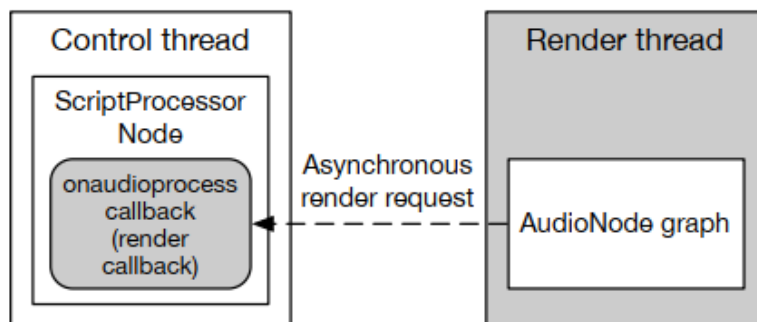 Control thread
ScriptProcessor
Node
onaudioprocess
callback
(render
callback)
Asynchronous
render request
Render thread
AudioNode graph